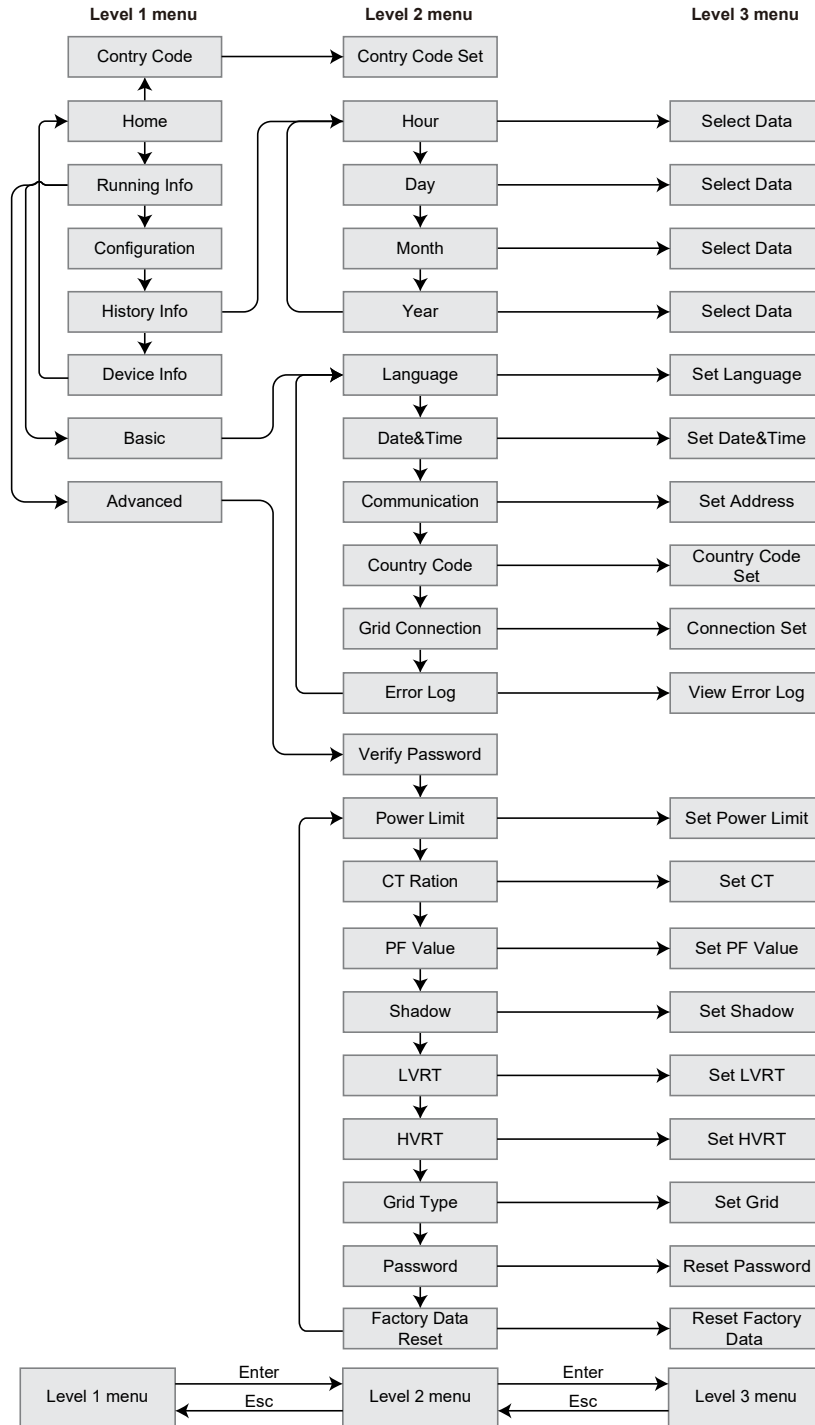 Level 1 menu Level 2 menu Level 3 menu
Contry Code Contry Code Set
Home Hour Select Data
Running Info Day Select Data
Configuration Month Select Data
History Info Year Select Data
Device Info Language Set Language
Basic Date&Time Set Date&Time
Advanced Communication Set Address
Country Code Country Code
Set
Grid Connection Connection Set
Error Log View Error Log
Verify Password
Power Limit Set Power Limit
CT Ration Set CT
PF Value Set PF Value
Shadow Set Shadow
LVRT Set LVRT
HVRT Set HVRT
Grid Type Set Grid
Password Reset Password
Factory Data Reset Factory
Reset Data
Enter Enter
Level 1 menu Level 2 menu Level 3 menu
Esc Esc